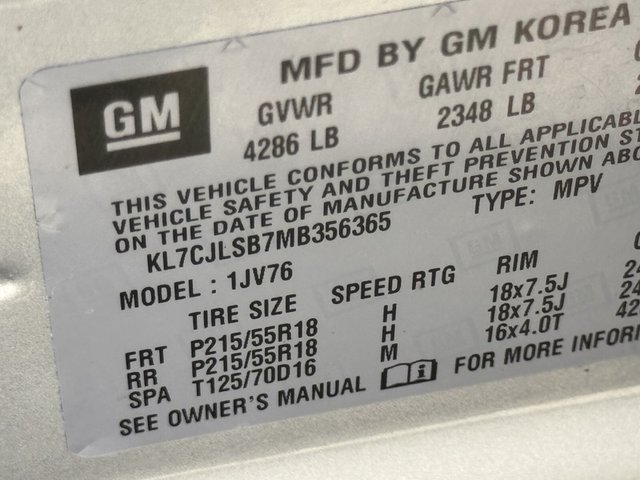 GM
MFD BY GM KOREA
GVWR GAWR FRT
4286 LB 2348 LB
THIS VEHICLE CONFORMS TO ALL
VEHICLE SAFETY AND THEFT PREVENTION
ON THE DATE OF MANUFACTURE SHOWN
KL7CJLSB7MB356365 TYPE: MPV
MODEL : 1JV76
TIRE SIZE SPEED RTG RIM
FRT P215/55R18 H 18x7.5J
RR P215/55R18 H 18x7.5J
SPA T125/70D16 M 16x4.0T
SEE OWNER'S MANUAL FOR MORE